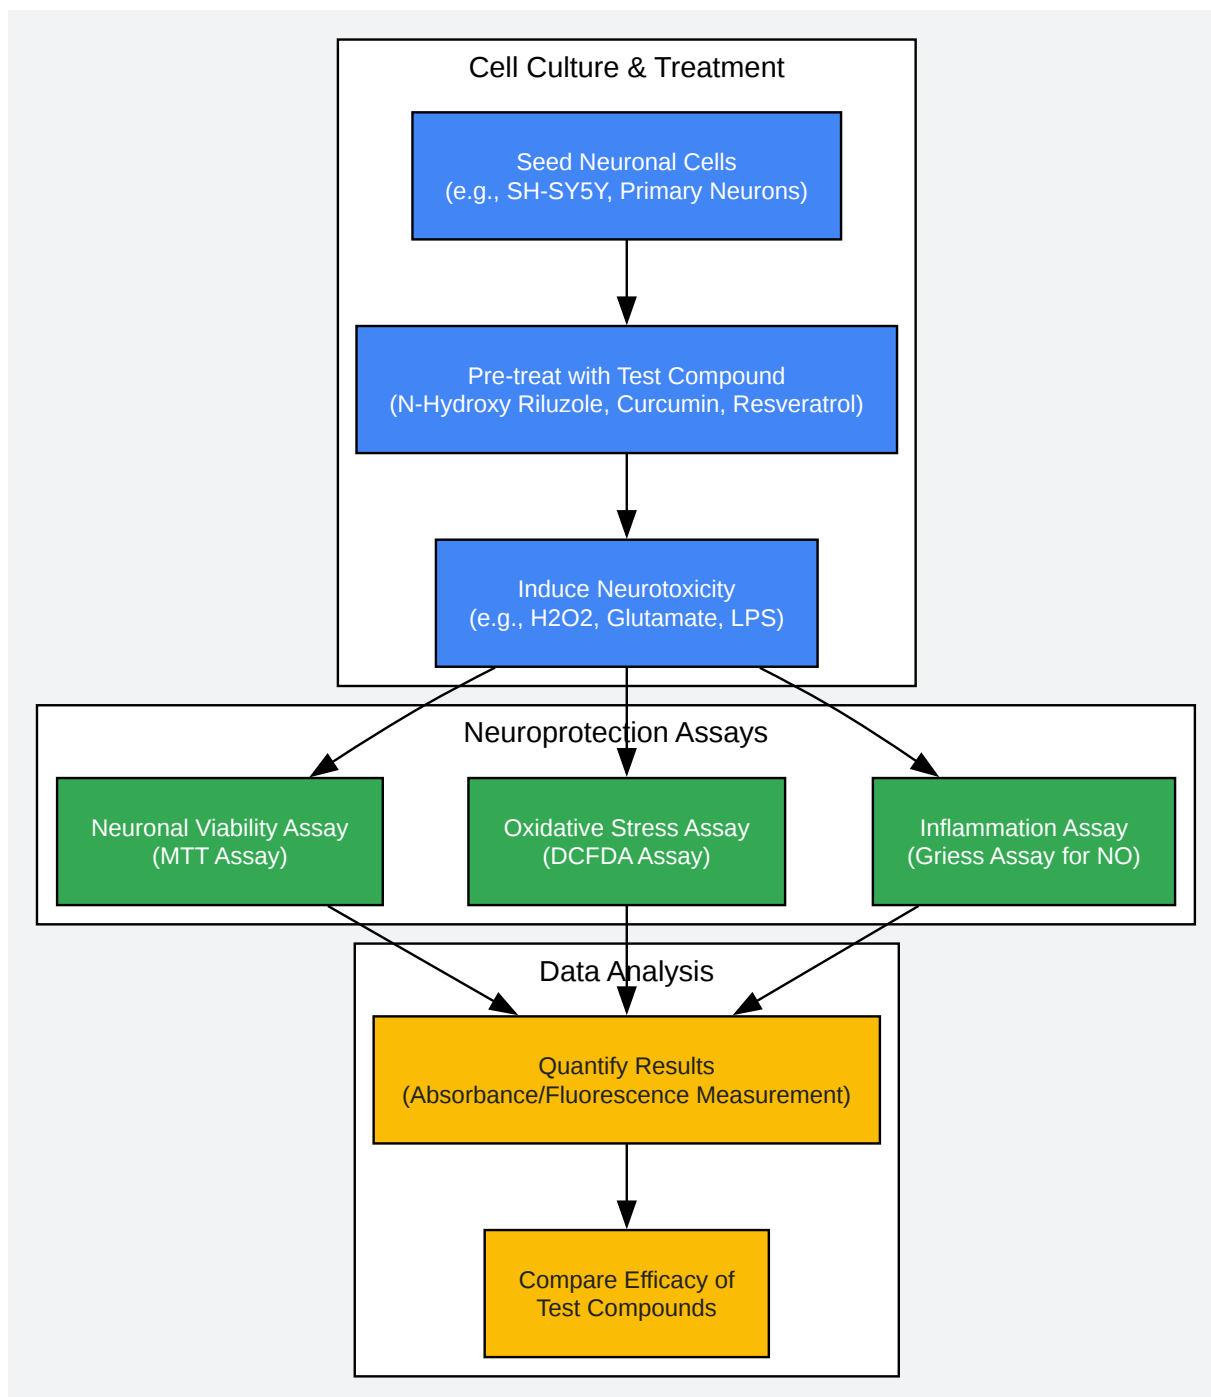 Cell Culture & Treatment
Seed Neuronal Cells
(e.g., SH-SY5Y, Primary Neurons)
Pre-treat with Test Compound
(N-Hydroxy Riluzole, Curcumin, Resveratrol)
Induce Neurotoxicity
(e.g., H2O2, Glutamate, LPS)
Neuroprotection Assays
Neuronal Viability Assay
(MTT Assay)
Oxidative Stress Assay
(DCFDA Assay)
Inflammation Assay
(Griess Assay for NO)
Data Analysis
Quantify Results
(Absorbance/Fluorescence Measurement)
Compare Efficacy of
Test Compounds